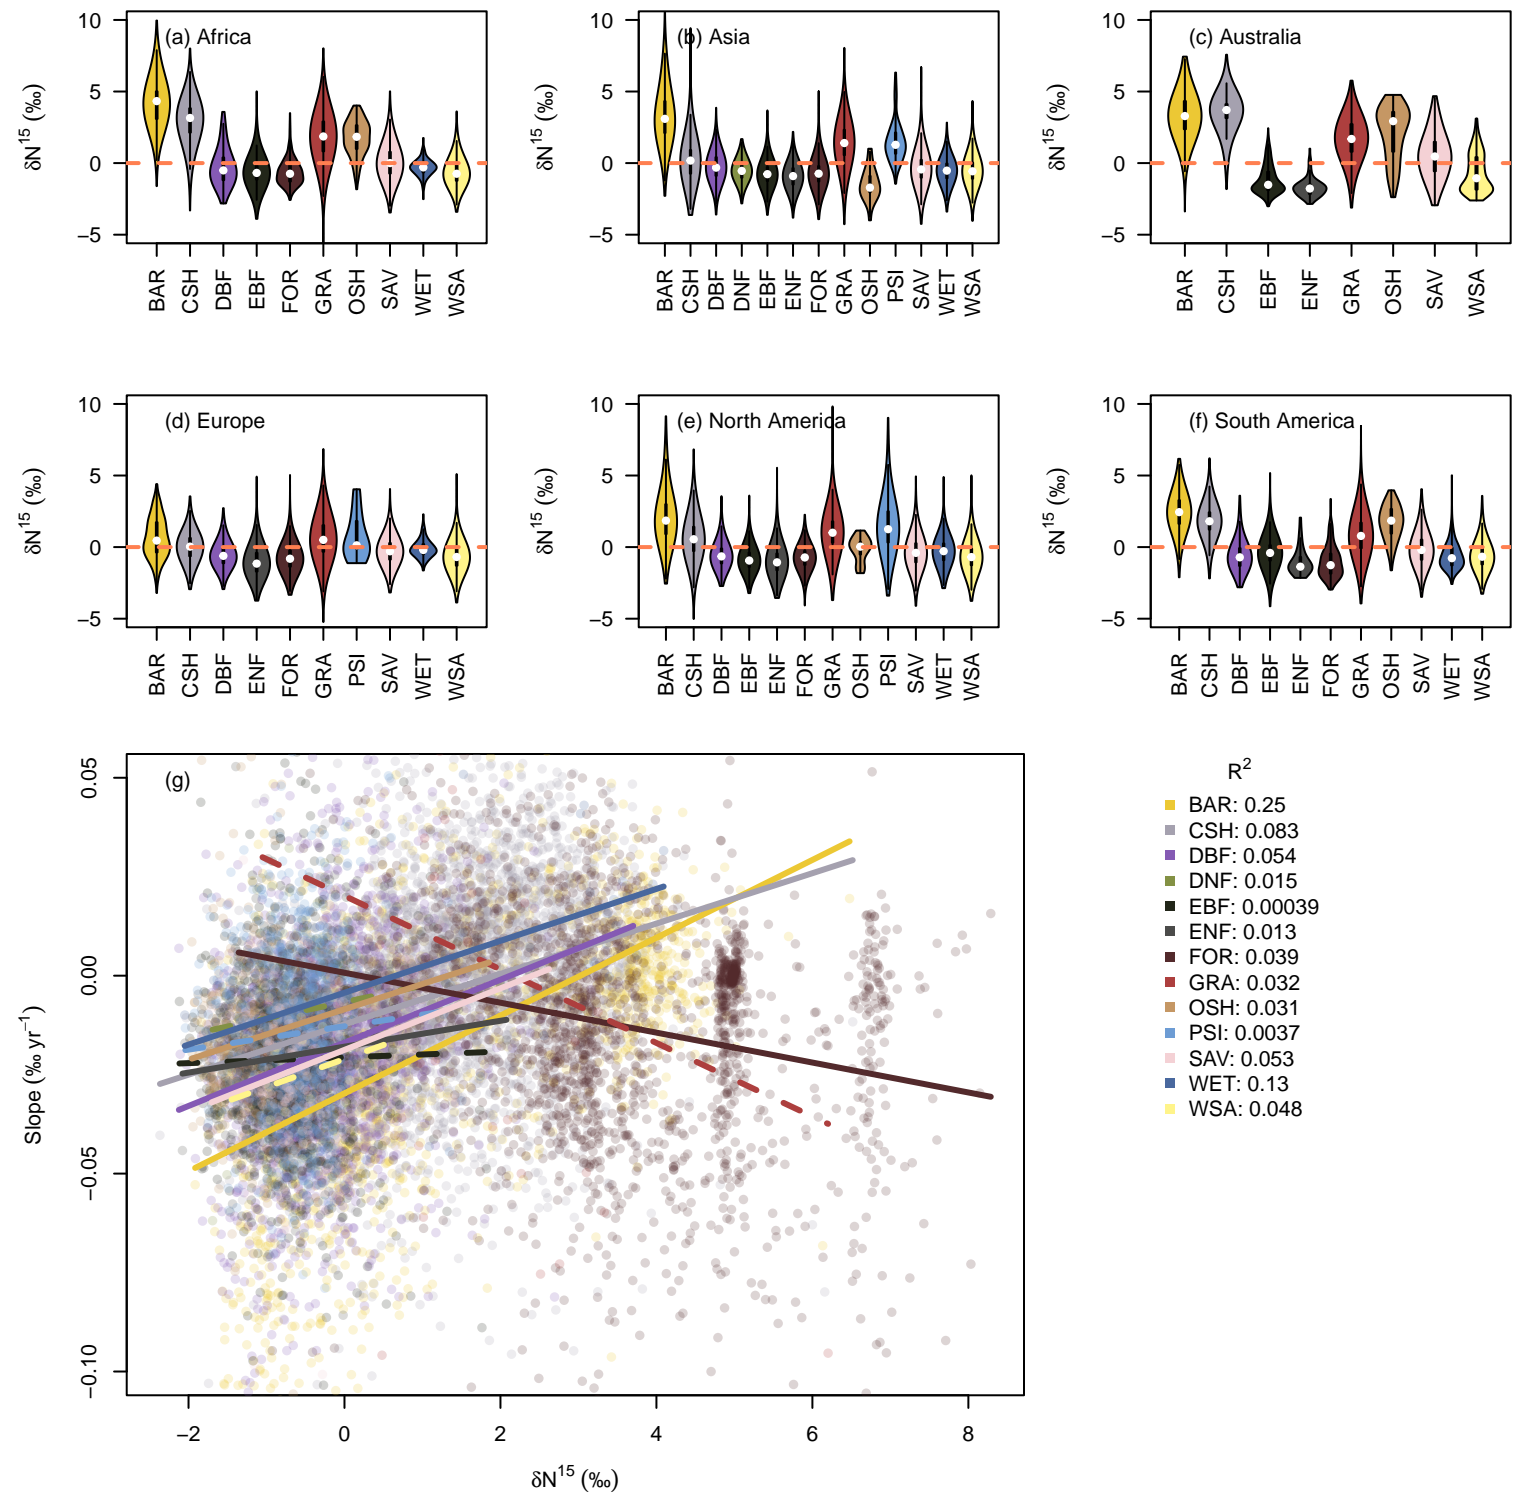 (a) Africa
δN15 (‰)
10
5
0
−5
BAR CSH DBF EBF FOR GRA OSH SAV WET WSA
(b) Asia
δN15 (‰)
10
5
0
−5
BAR CSH DBF DNF EBF ENF FOR GRA OSH PSI SAV WET WSA
(c) Australia
δN15 (‰)
10
5
0
−5
BAR CSH EBF ENF GRA OSH SAV WSA
(d) Europe
δN15 (‰)
10
5
0
−5
BAR CSH DBF ENF FOR GRA PSI SAV WET WSA
(e) North America
δN15 (‰)
10
5
0
−5
BAR CSH DBF EBF ENF FOR GRA OSH PSI SAV WET WSA
(f) South America
δN15 (‰)
10
5
0
−5
BAR CSH DBF EBF ENF FOR GRA OSH SAV WET WSA
(g)
Slope (‰ yr−1)
0.05
0.00
−0.05
−0.10
−2 0 2 4 6 8
δN15 (‰)
R2
BAR: 0.25
CSH: 0.083
DBF: 0.054
DNF: 0.015
EBF: 0.00039
ENF: 0.013
FOR: 0.039
GRA: 0.032
OSH: 0.031
PSI: 0.0037
SAV: 0.053
WET: 0.13
WSA: 0.048